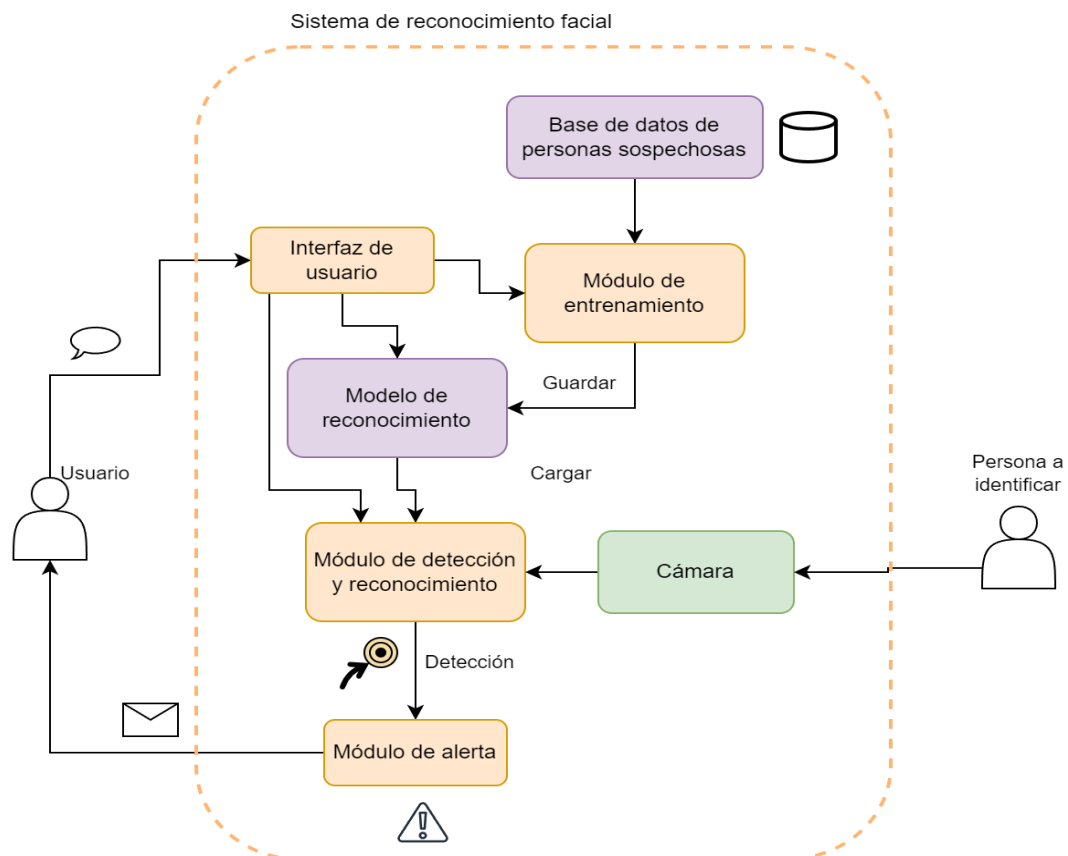 Sistema de reconocimiento facial
Base de datos de
personas sospechosas
Interfaz de
usuario
Módulo de
entrenamiento
Guardar
Modelo de
reconocimiento
Usuario
Cargar
Persona a
identificar
Módulo de detección
y reconocimiento
Cámara
Detección
Módulo de alerta